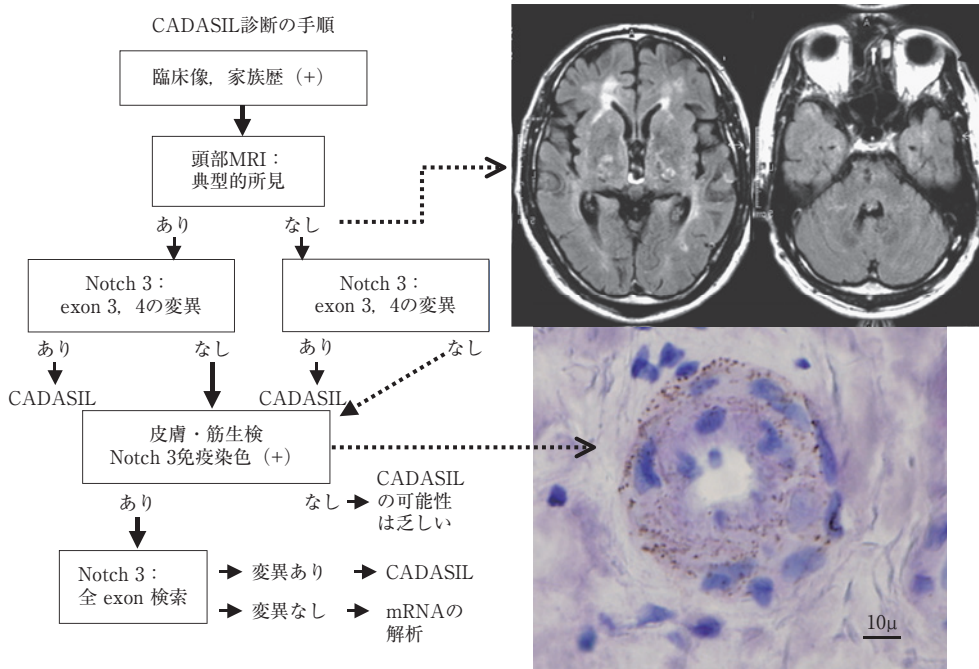 CADASIL診断の手順
臨床像，家族歴（+）
頭部MRI：
典型的所見
あり
なし
Notch 3：
exon 3，4の変異
Notch 3：
exon 3，4の変異
あり
なし
あり
なし
CADASIL
CADASIL
皮膚・筋生検
Notch 3免疫染色（+）
あり
なし
CADASIL
の可能性
は乏しい
Notch 3：
全 exon 検索
変異あり
CADASIL
変異なし
mRNAの
解析
10μ